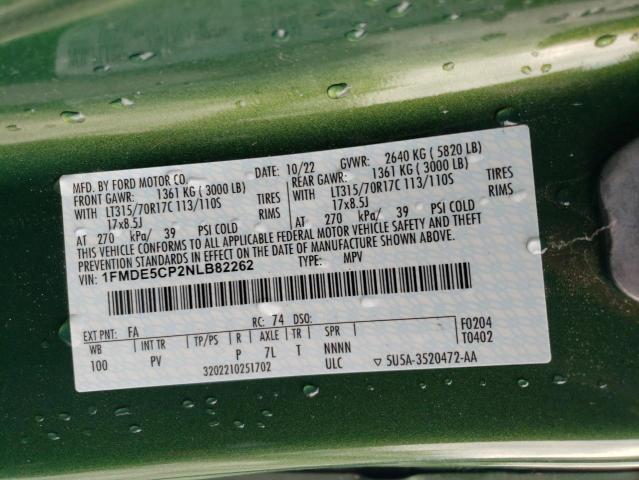 MFD. BY FORD MOTOR CO.
DATE: 10/22 GVWR: 2640 KG ( 5820 LB)
FRONT GAWR: 1361 KG ( 3000 LB) REAR GAWR: 1361 KG ( 3000 LB)
WITH LT315/70R17C 113/110S TIRES WITH LT315/70R17C 113/110S TIRES
17x8.5J RIMS 17x8.5J RIMS
AT 270 kPa/ 39 PSI COLD AT 270 kPa/ 39 PSI COLD
THIS VEHICLE CONFORMS TO ALL APPLICABLE FEDERAL MOTOR VEHICLE SAFETY AND THEFT
PREVENTION STANDARDS IN EFFECT ON THE DATE OF MANUFACTURE SHOWN ABOVE.
VIN: 1FMDE5CP2NLB82262 TYPE: MPV
EXT PNT: FA RC: 74 DSO: F0204
WB INT TR TP/PS R AXLE TR SPR T0402
100 PV P 7L T NNNN
3202210251702 ULC ▽ 5U5A-3520472-AA